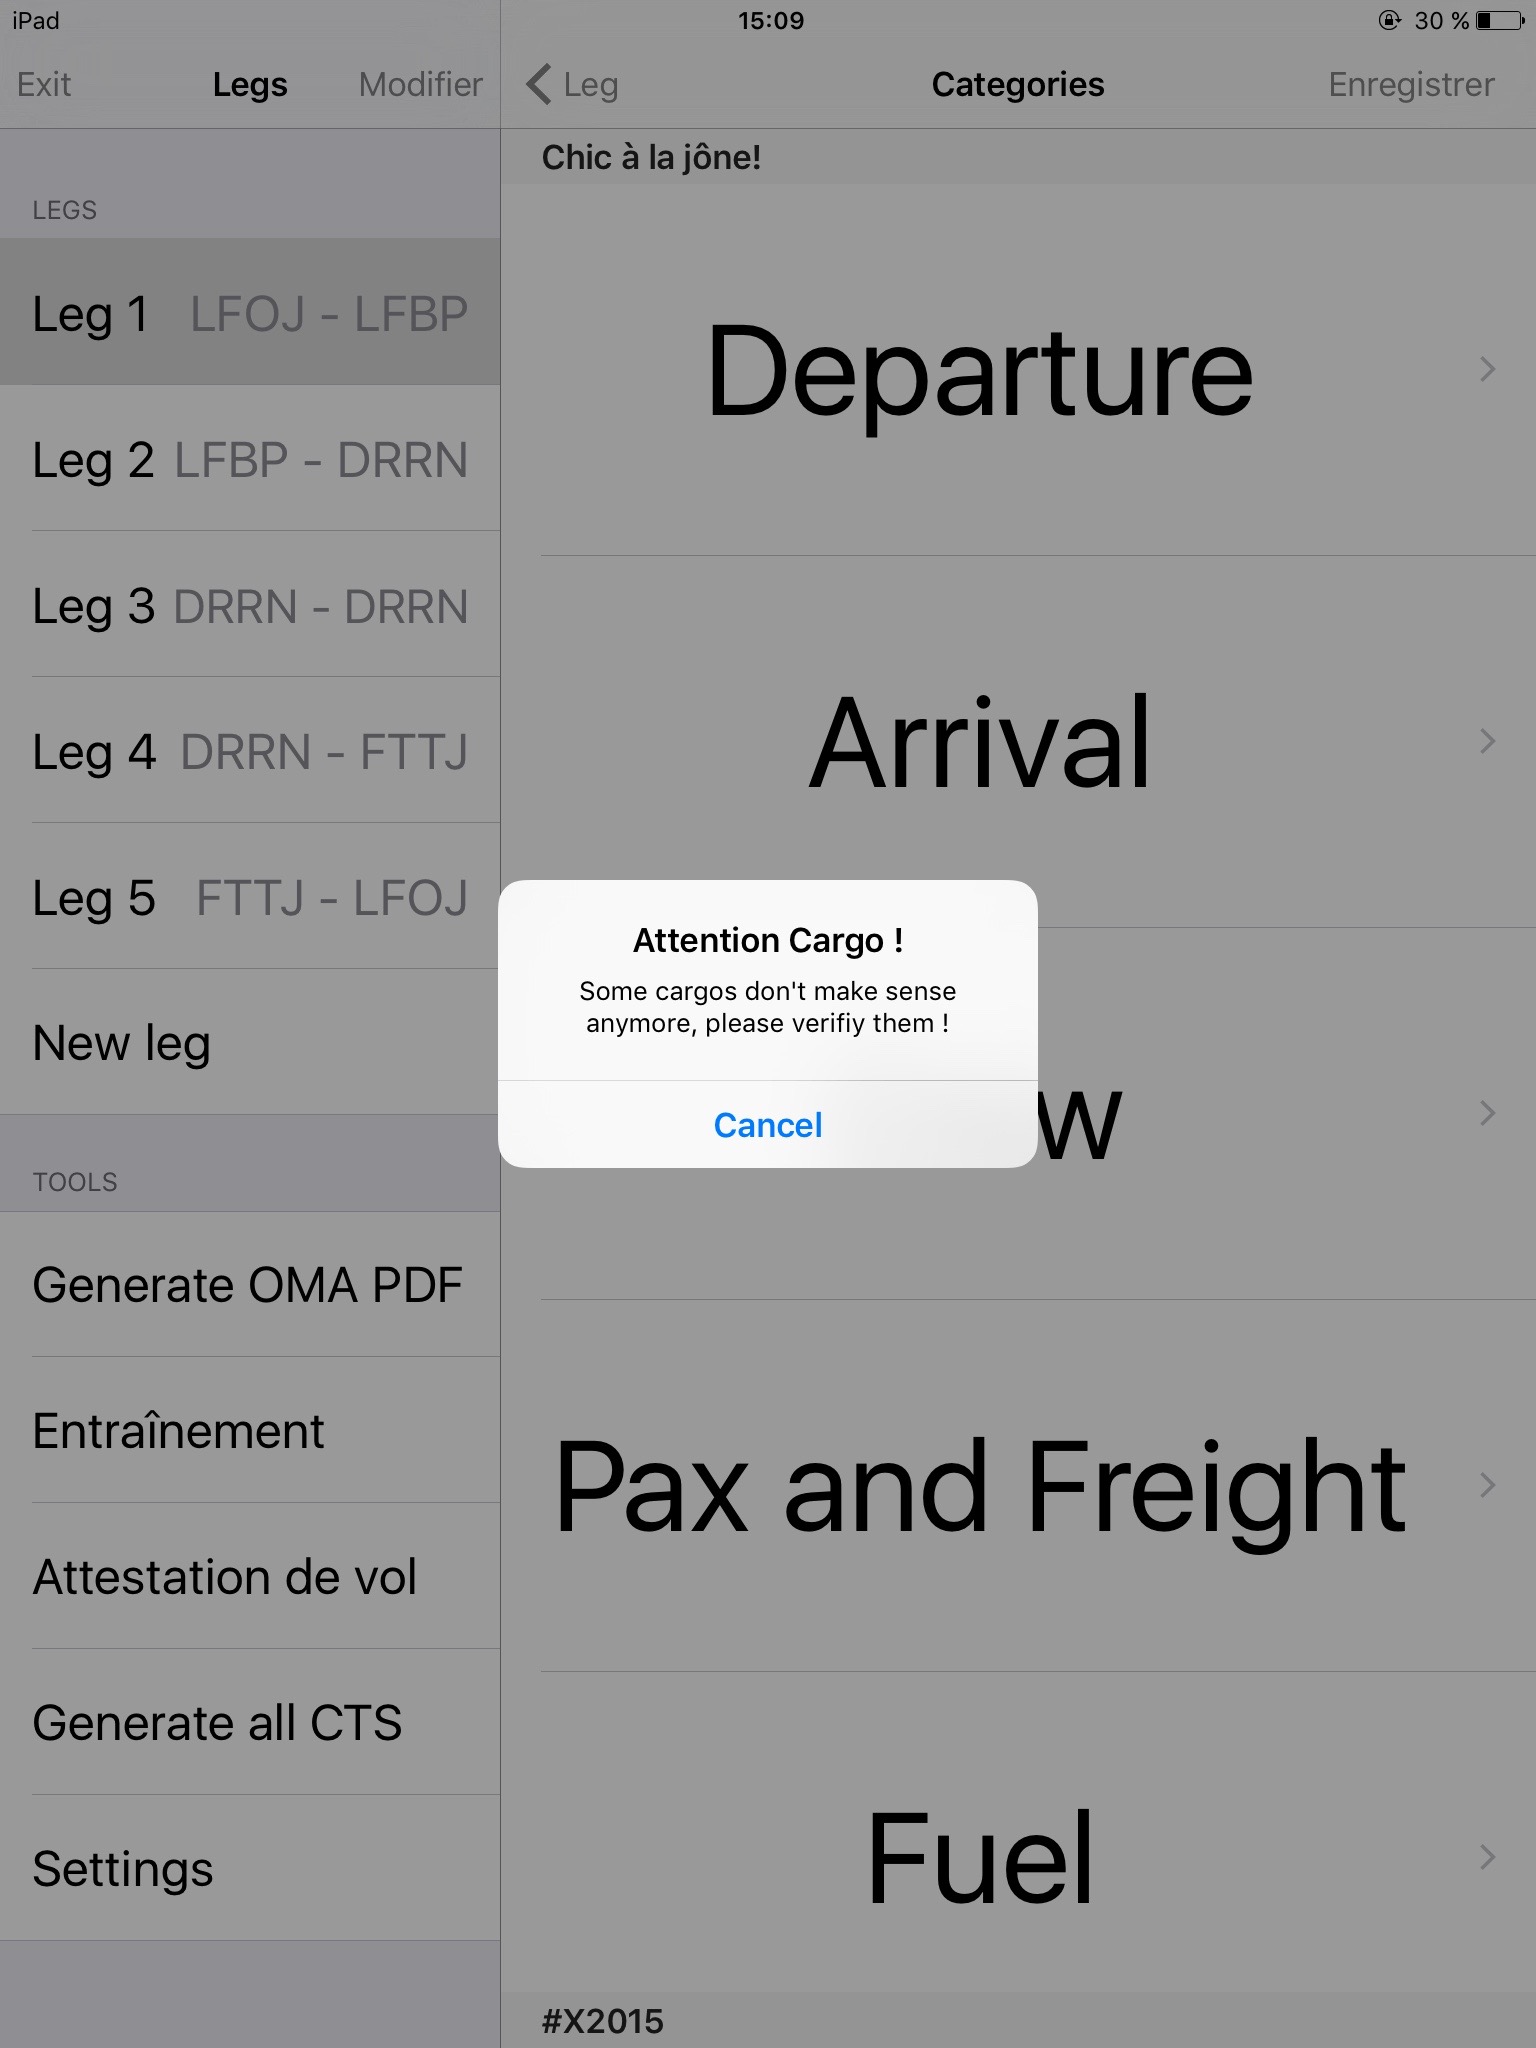 iPad
15:09
30 %
Exit
Legs
Modifier
Leg
Categories
Enregistrer
LEGS
Leg 1 LFOJ - LFBP
Leg 2 LFBP - DRRN
Leg 3 DRRN - DRRN
Leg 4 DRRN - FTTJ
Leg 5 FTTJ - LFOJ
New leg
TOOLS
Generate OMA PDF
Entraînement
Attestation de vol
Generate all CTS
Settings
Chic à la jône!
Departure
Arrival
Attention Cargo !
Some cargos don't make sense
anymore, please verifiy them !
Cancel
Pax and Freight
Fuel
#X2015